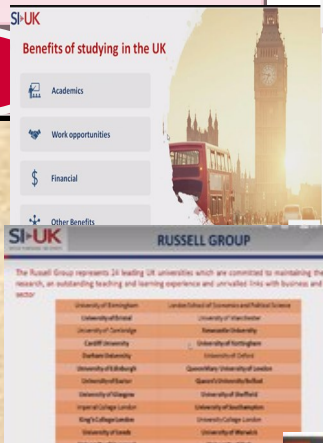 SI-UK
Benefits of studying in the UK
Academics
Work opportunities
Financial
Other Benefits
SI-UK
RUSSELL GROUP
The Russell Group represents 24 leading UK universities which are committed to maintaining the
research, an outstanding teaching and learning experience and unrivalled links with business and
sector
University of Birmingham London School of Economics and Political Science
University of Bristol University of Manchester
University of Cambridge Newcastle University
Cardiff University University of Nottingham
Durham University University of Oxford
University of Edinburgh Queen Mary University of London
University of Exeter Queen's University Belfast
University of Glasgow University of Sheffield
Imperial College London University of Southampton
King's College London University College London
University of Leeds University of Warwick